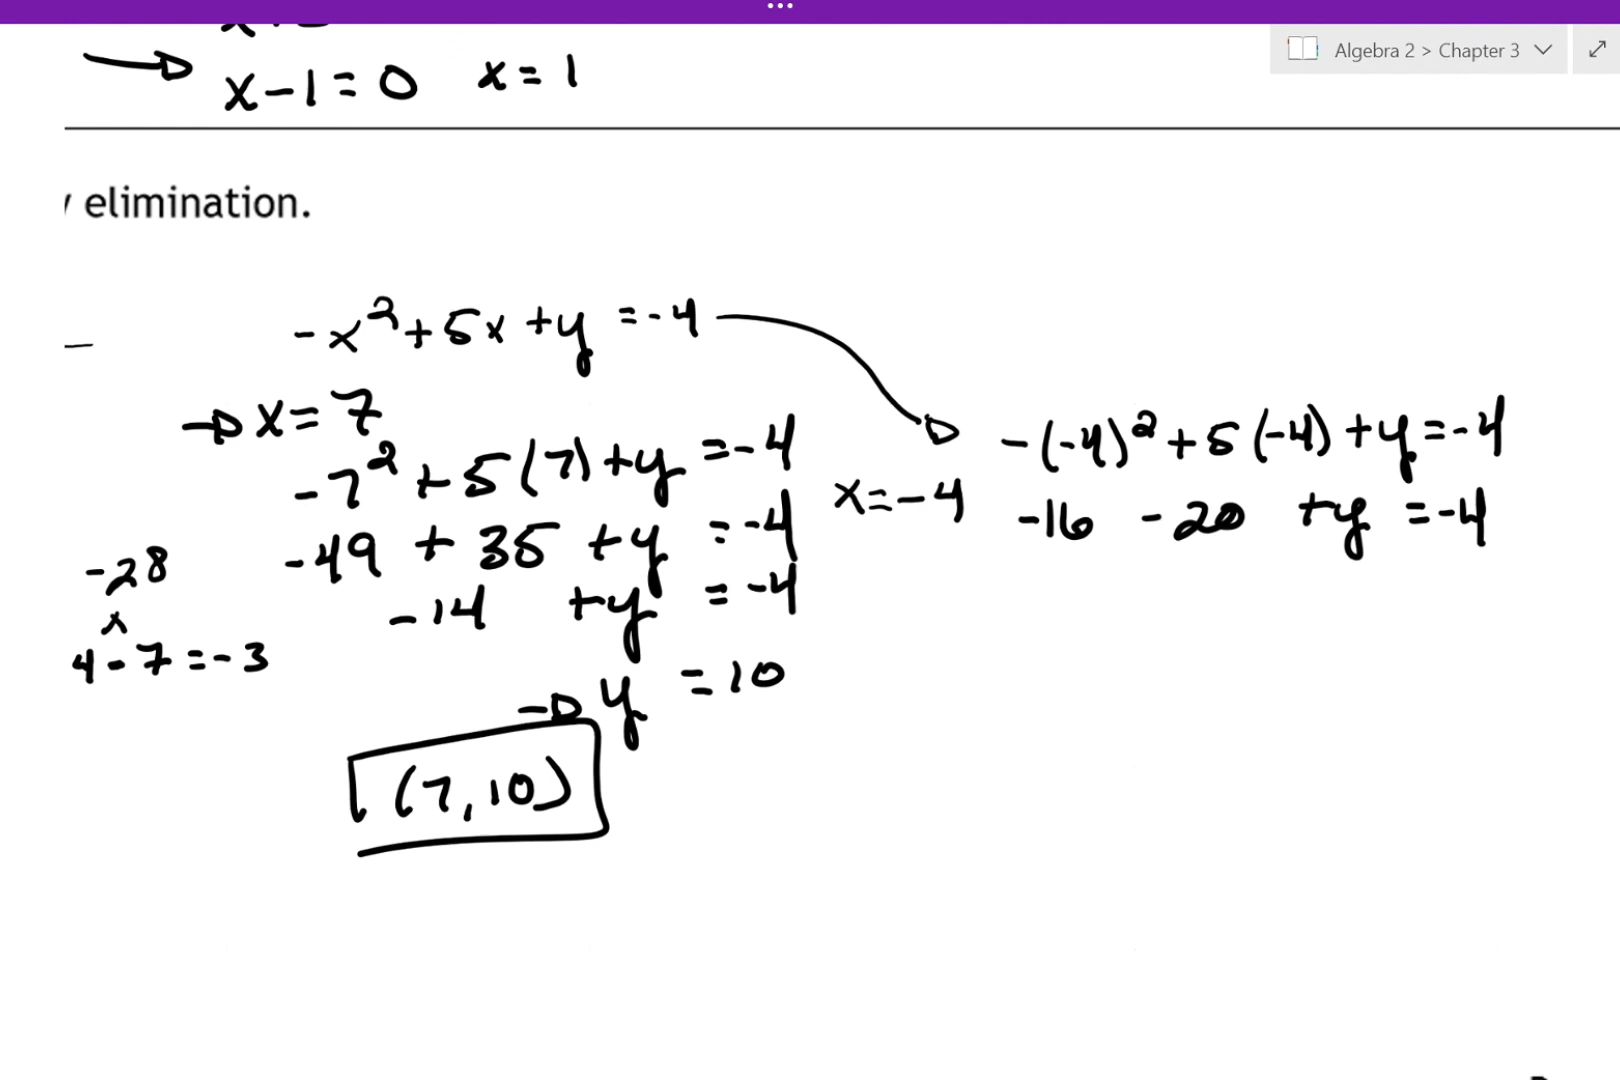 Algebra 2 > Chapter 3
x-1=0 x=1
elimination.
-x²+5x+y=-4
x=7
-7²+5(7)+y=-4
-49+35+y=-4
-14+y=-4
y=10
(7,10)
-28
^
4-7=-3
-(-4)²+5(-4)+y=-4
x=-4
-16-20+y=-4